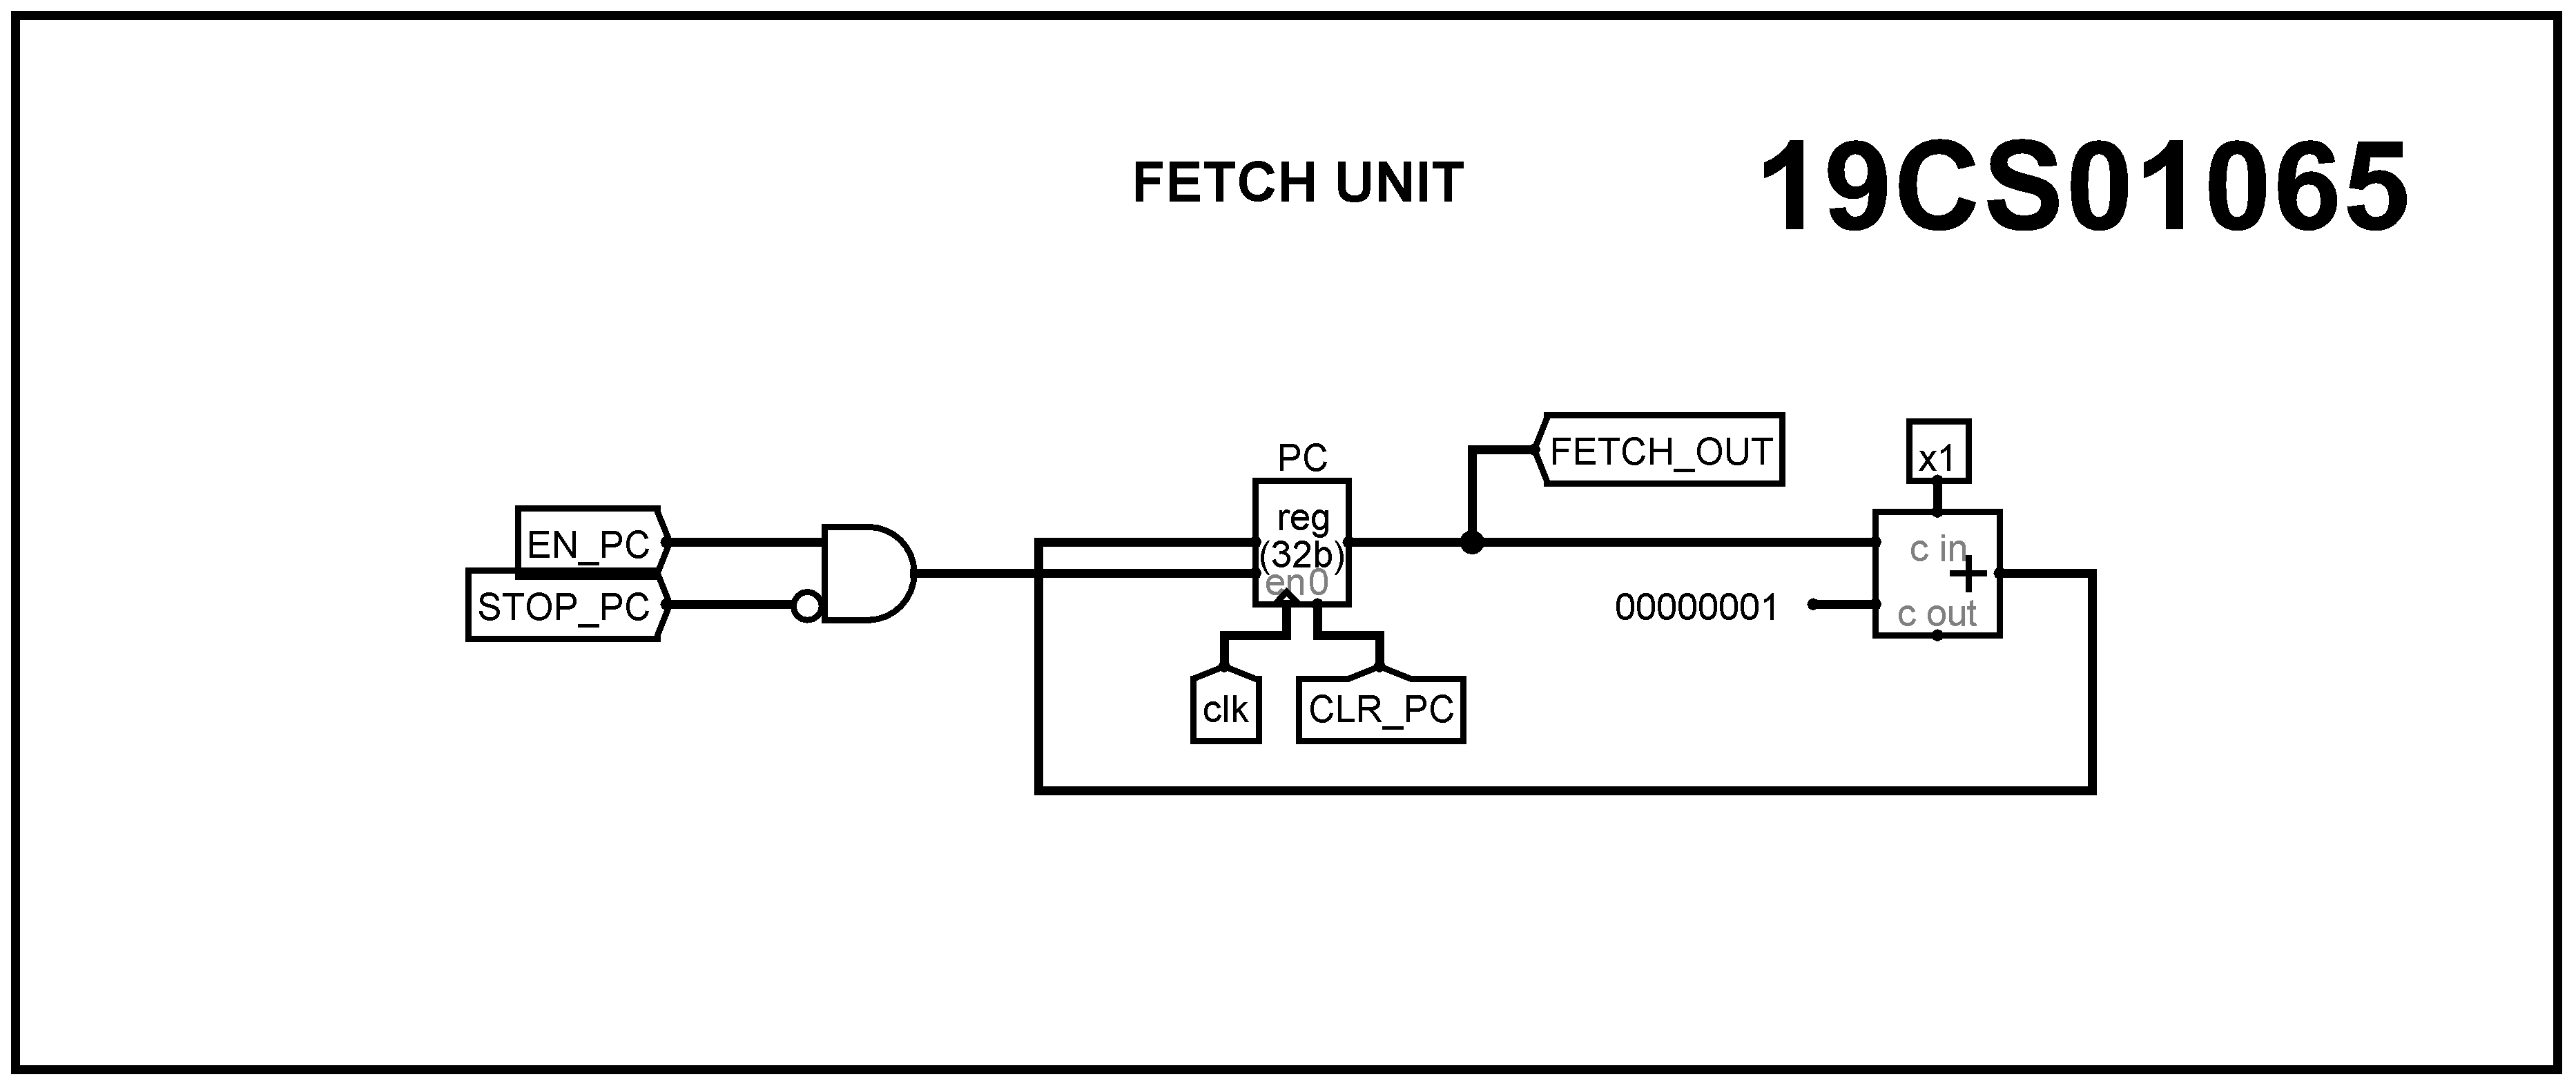 FETCH UNIT
19CS01065
FETCH_OUT
PC
x1
reg
(32b)
en 0
EN_PC
STOP_PC
c in
+
c out
00000001
clk
CLR_PC